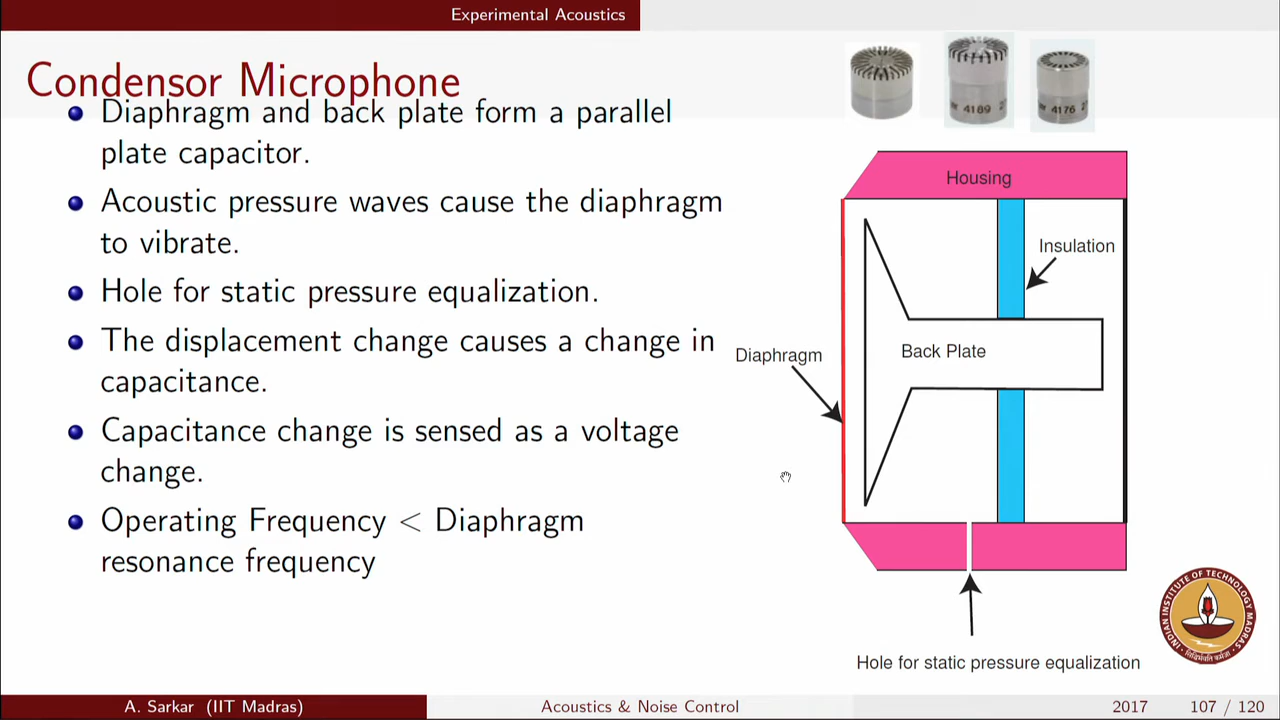 Experimental Acoustics
Condensor Microphone
Diaphragm and back plate form a parallel
plate capacitor.
Acoustic pressure waves cause the diaphragm
to vibrate.
Hole for static pressure equalization.
The displacement change causes a change in
capacitance.
Capacitance change is sensed as a voltage
change.
Operating Frequency < Diaphragm
resonance frequency
4189
4176
Housing
Insulation
Diaphragm
Back Plate
Hole for static pressure equalization
INDIAN INSTITUTE OF TECHNOLOGY MADRAS
A. Sarkar (IIT Madras)
Acoustics & Noise Control
2017
107 / 120